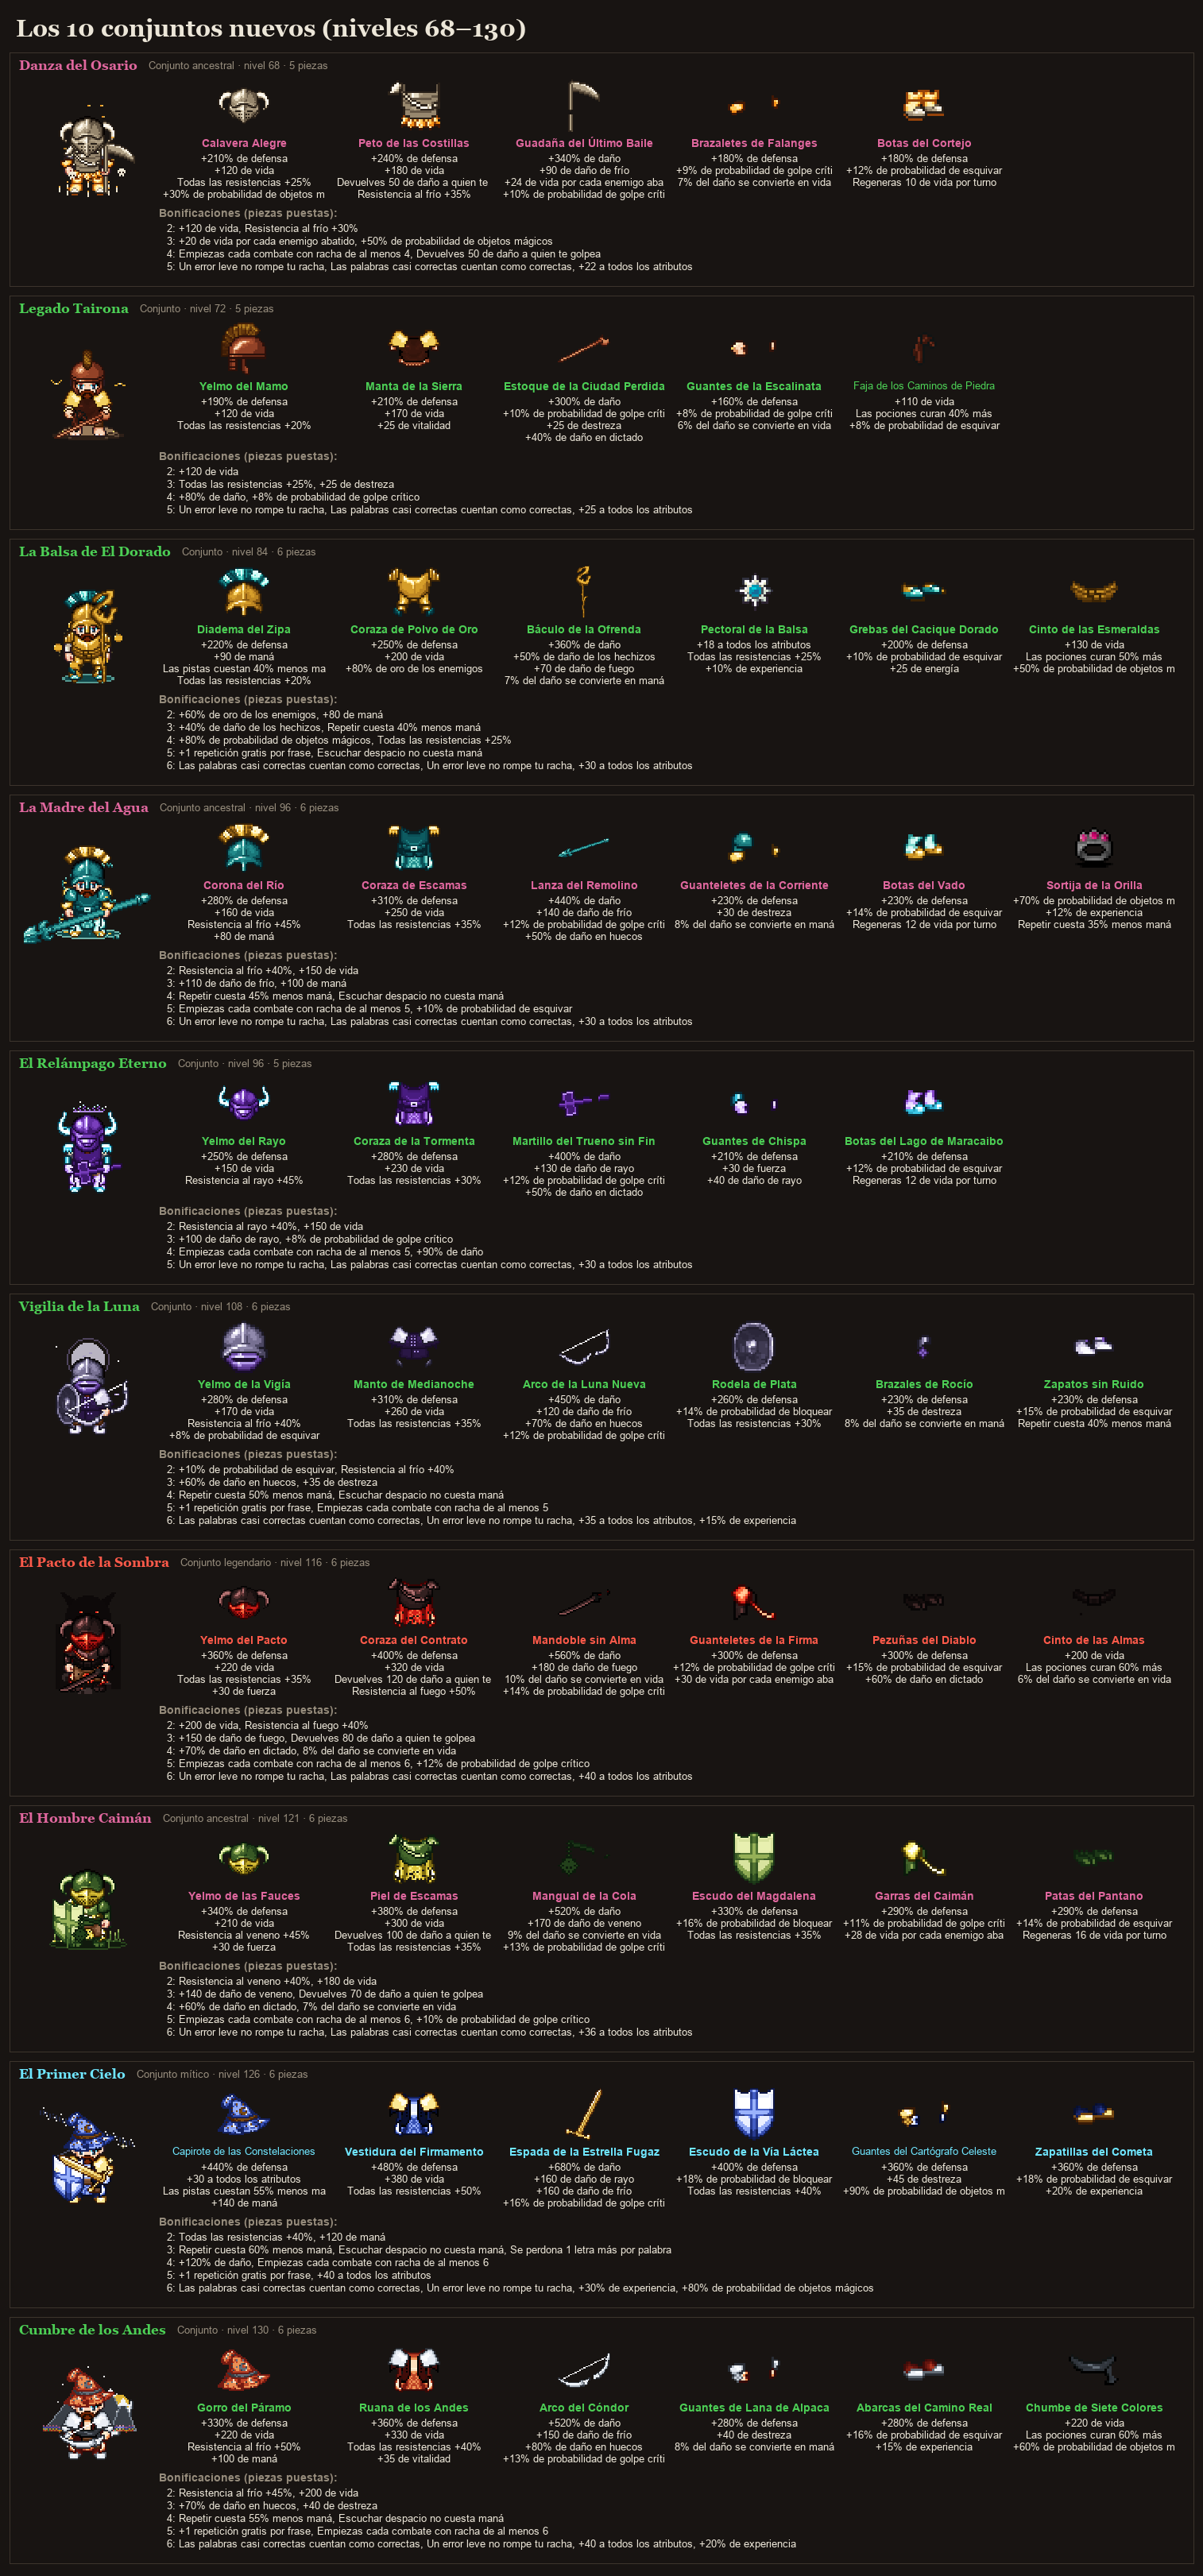 Los 10 conjuntos nuevos (niveles 68–130)
Danza del Osario Conjunto ancestral · nivel 68 · 5 piezas
Calavera Alegre Peto de las Costillas Guadaña del Último Baile Brazaletes de Falanges Botas del Cortejo
+210% de defensa +240% de defensa +340% de daño +180% de defensa +180% de defensa
+120 de vida +180 de vida +90 de daño de frío +9% de probabilidad de golpe críti +12% de probabilidad de esquivar
Todas las resistencias +25% Devuelves 50 de daño a quien te +24 de vida por cada enemigo aba 7% del daño se convierte en vida Regeneras 10 de vida por turno
+30% de probabilidad de objetos m Resistencia al frío +35% +10% de probabilidad de golpe críti
Bonificaciones (piezas puestas):
2: +120 de vida, Resistencia al frío +30%
3: +20 de vida por cada enemigo abatido, +50% de probabilidad de objetos mágicos
4: Empiezas cada combate con racha de al menos 4, Devuelves 50 de daño a quien te golpea
5: Un error leve no rompe tu racha, Las palabras casi correctas cuentan como correctas, +22 a todos los atributos
Legado Tairona Conjunto · nivel 72 · 5 piezas
Yelmo del Mamo Manta de la Sierra Estoque de la Ciudad Perdida Guantes de la Escalinata Faja de los Caminos de Piedra
+190% de defensa +210% de defensa +300% de daño +160% de defensa +110 de vida
+120 de vida +170 de vida +10% de probabilidad de golpe críti +8% de probabilidad de golpe críti Las pociones curan 40% más
Todas las resistencias +20% +25 de vitalidad +25 de destreza 6% del daño se convierte en vida +8% de probabilidad de esquivar
+40% de daño en dictado
Bonificaciones (piezas puestas):
2: +120 de vida
3: Todas las resistencias +25%, +25 de destreza
4: +80% de daño, +8% de probabilidad de golpe crítico
5: Un error leve no rompe tu racha, Las palabras casi correctas cuentan como correctas, +25 a todos los atributos
La Balsa de El Dorado Conjunto · nivel 84 · 6 piezas
Diadema del Zipa Coraza de Polvo de Oro Báculo de la Ofrenda Pectoral de la Balsa Grebas del Cacique Dorado Cinto de las Esmeraldas
+220% de defensa +250% de defensa +360% de daño +18 a todos los atributos +200% de defensa +130 de vida
+90 de maná +200 de vida +50% de daño de los hechizos Todas las resistencias +25% +10% de probabilidad de esquivar Las pociones curan 50% más
Las pistas cuestan 40% menos ma +80% de oro de los enemigos +70 de daño de fuego +10% de experiencia +25 de energía +50% de probabilidad de objetos m
Todas las resistencias +20% 7% del daño se convierte en maná
Bonificaciones (piezas puestas):
2: +60% de oro de los enemigos, +80 de maná
3: +40% de daño de los hechizos, Repetir cuesta 40% menos maná
4: +80% de probabilidad de objetos mágicos, Todas las resistencias +25%
5: +1 repetición gratis por frase, Escuchar despacio no cuesta maná
6: Las palabras casi correctas cuentan como correctas, Un error leve no rompe tu racha, +30 a todos los atributos
La Madre del Agua Conjunto ancestral · nivel 96 · 6 piezas
Corona del Río Coraza de Escamas Lanza del Remolino Guanteletes de la Corriente Botas del Vado Sortija de la Orilla
+280% de defensa +310% de defensa +440% de daño +230% de defensa +230% de defensa +70% de probabilidad de objetos m
+160 de vida +250 de vida +140 de daño de frío +30 de destreza +14% de probabilidad de esquivar +12% de experiencia
Resistencia al frío +45% Todas las resistencias +35% +12% de probabilidad de golpe críti 8% del daño se convierte en maná Regeneras 12 de vida por turno Repetir cuesta 35% menos maná
+80 de maná +50% de daño en huecos
Bonificaciones (piezas puestas):
2: Resistencia al frío +40%, +150 de vida
3: +110 de daño de frío, +100 de maná
4: Repetir cuesta 45% menos maná, Escuchar despacio no cuesta maná
5: Empiezas cada combate con racha de al menos 5, +10% de probabilidad de esquivar
6: Un error leve no rompe tu racha, Las palabras casi correctas cuentan como correctas, +30 a todos los atributos
El Relámpago Eterno Conjunto · nivel 96 · 5 piezas
Yelmo del Rayo Coraza de la Tormenta Martillo del Trueno sin Fin Guantes de Chispa Botas del Lago de Maracaibo
+250% de defensa +280% de defensa +400% de daño +210% de defensa +210% de defensa
+150 de vida +230 de vida +130 de daño de rayo +30 de fuerza +12% de probabilidad de esquivar
Resistencia al rayo +45% Todas las resistencias +30% +12% de probabilidad de golpe críti +40 de daño de rayo Regeneras 12 de vida por turno
+50% de daño en dictado
Bonificaciones (piezas puestas):
2: Resistencia al rayo +40%, +150 de vida
3: +100 de daño de rayo, +8% de probabilidad de golpe crítico
4: Empiezas cada combate con racha de al menos 5, +90% de daño
5: Un error leve no rompe tu racha, Las palabras casi correctas cuentan como correctas, +30 a todos los atributos
Vigilia de la Luna Conjunto · nivel 108 · 6 piezas
Yelmo de la Vigía Manto de Medianoche Arco de la Luna Nueva Rodela de Plata Brazales de Rocío Zapatos sin Ruido
+280% de defensa +310% de defensa +450% de daño +260% de defensa +230% de defensa +230% de defensa
+170 de vida +260 de vida +120 de daño de frío +14% de probabilidad de bloquear +35 de destreza +15% de probabilidad de esquivar
Resistencia al frío +40% Todas las resistencias +35% +70% de daño en huecos Todas las resistencias +30% 8% del daño se convierte en maná Repetir cuesta 40% menos maná
+8% de probabilidad de esquivar +12% de probabilidad de golpe críti
Bonificaciones (piezas puestas):
2: +10% de probabilidad de esquivar, Resistencia al frío +40%
3: +60% de daño en huecos, +35 de destreza
4: Repetir cuesta 50% menos maná, Escuchar despacio no cuesta maná
5: +1 repetición gratis por frase, Empiezas cada combate con racha de al menos 5
6: Las palabras casi correctas cuentan como correctas, Un error leve no rompe tu racha, +35 a todos los atributos, +15% de experiencia
El Pacto de la Sombra Conjunto legendario · nivel 116 · 6 piezas
Yelmo del Pacto Coraza del Contrato Mandoble sin Alma Guanteletes de la Firma Pezuñas del Diablo Cinto de las Almas
+360% de defensa +400% de defensa +560% de daño +300% de defensa +300% de defensa +200 de vida
+220 de vida +320 de vida +180 de daño de fuego +12% de probabilidad de golpe críti +15% de probabilidad de esquivar Las pociones curan 60% más
Todas las resistencias +35% Devuelves 120 de daño a quien te 10% del daño se convierte en vida +30 de vida por cada enemigo aba +60% de daño en dictado 6% del daño se convierte en vida
+30 de fuerza Resistencia al fuego +50% +14% de probabilidad de golpe críti
Bonificaciones (piezas puestas):
2: +200 de vida, Resistencia al fuego +40%
3: +150 de daño de fuego, Devuelves 80 de daño a quien te golpea
4: +70% de daño en dictado, 8% del daño se convierte en vida
5: Empiezas cada combate con racha de al menos 6, +12% de probabilidad de golpe crítico
6: Un error leve no rompe tu racha, Las palabras casi correctas cuentan como correctas, +40 a todos los atributos
El Hombre Caimán Conjunto ancestral · nivel 121 · 6 piezas
Yelmo de las Fauces Piel de Escamas Mangual de la Cola Escudo del Magdalena Garras del Caimán Patas del Pantano
+340% de defensa +380% de defensa +520% de daño +330% de defensa +290% de defensa +290% de defensa
+210 de vida +300 de vida +170 de daño de veneno +16% de probabilidad de bloquear +11% de probabilidad de golpe críti +14% de probabilidad de esquivar
Resistencia al veneno +45% Devuelves 100 de daño a quien te 9% del daño se convierte en vida Todas las resistencias +35% +28 de vida por cada enemigo aba Regeneras 16 de vida por turno
+30 de fuerza Todas las resistencias +35% +13% de probabilidad de golpe críti
Bonificaciones (piezas puestas):
2: Resistencia al veneno +40%, +180 de vida
3: +140 de daño de veneno, Devuelves 70 de daño a quien te golpea
4: +60% de daño en dictado, 7% del daño se convierte en vida
5: Empiezas cada combate con racha de al menos 6, +10% de probabilidad de golpe crítico
6: Un error leve no rompe tu racha, Las palabras casi correctas cuentan como correctas, +36 a todos los atributos
El Primer Cielo Conjunto mítico · nivel 126 · 6 piezas
Capirote de las Constelaciones Vestidura del Firmamento Espada de la Estrella Fugaz Escudo de la Vía Láctea Guantes del Cartógrafo Celeste Zapatillas del Cometa
+440% de defensa +480% de defensa +680% de daño +400% de defensa +360% de defensa +360% de defensa
+30 a todos los atributos +380 de vida +160 de daño de rayo +18% de probabilidad de bloquear +45 de destreza +18% de probabilidad de esquivar
Las pistas cuestan 55% menos ma Todas las resistencias +50% +160 de daño de frío Todas las resistencias +40% +90% de probabilidad de objetos m +20% de experiencia
+140 de maná +16% de probabilidad de golpe críti
Bonificaciones (piezas puestas):
2: Todas las resistencias +40%, +120 de maná
3: Repetir cuesta 60% menos maná, Escuchar despacio no cuesta maná, Se perdona 1 letra más por palabra
4: +120% de daño, Empiezas cada combate con racha de al menos 6
5: +1 repetición gratis por frase, +40 a todos los atributos
6: Las palabras casi correctas cuentan como correctas, Un error leve no rompe tu racha, +30% de experiencia, +80% de probabilidad de objetos mágicos
Cumbre de los Andes Conjunto · nivel 130 · 6 piezas
Gorro del Páramo Ruana de los Andes Arco del Cóndor Guantes de Lana de Alpaca Abarcas del Camino Real Chumbe de Siete Colores
+330% de defensa +360% de defensa +520% de daño +280% de defensa +280% de defensa +220 de vida
+220 de vida +330 de vida +150 de daño de frío +40 de destreza +16% de probabilidad de esquivar Las pociones curan 60% más
Resistencia al frío +50% Todas las resistencias +40% +80% de daño en huecos 8% del daño se convierte en maná +15% de experiencia +60% de probabilidad de objetos m
+100 de maná +35 de vitalidad +13% de probabilidad de golpe críti
Bonificaciones (piezas puestas):
2: Resistencia al frío +45%, +200 de vida
3: +70% de daño en huecos, +40 de destreza
4: Repetir cuesta 55% menos maná, Escuchar despacio no cuesta maná
5: +1 repetición gratis por frase, Empiezas cada combate con racha de al menos 6
6: Las palabras casi correctas cuentan como correctas, Un error leve no rompe tu racha, +40 a todos los atributos, +20% de experiencia